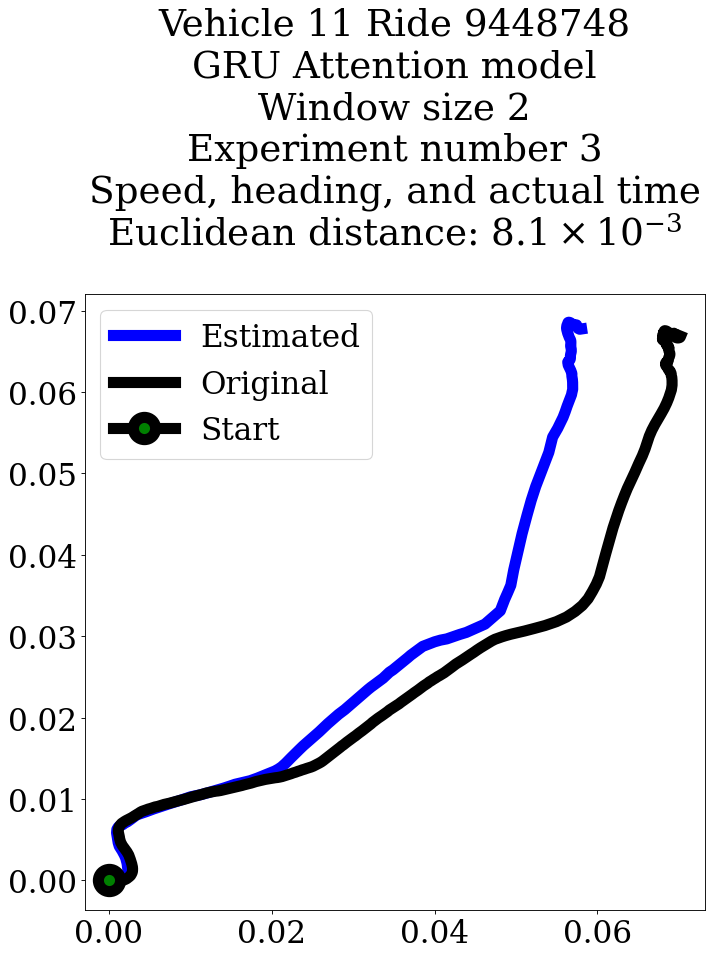 Vehicle 11 Ride 9448748
GRU Attention model
Window size 2
Experiment number 3
Speed, heading, and actual time
Euclidean distance: 8.1 × 10⁻³
Estimated
Original
Start
0.07
0.06
0.05
0.04
0.03
0.02
0.01
0.00
0.00 0.02 0.04 0.06